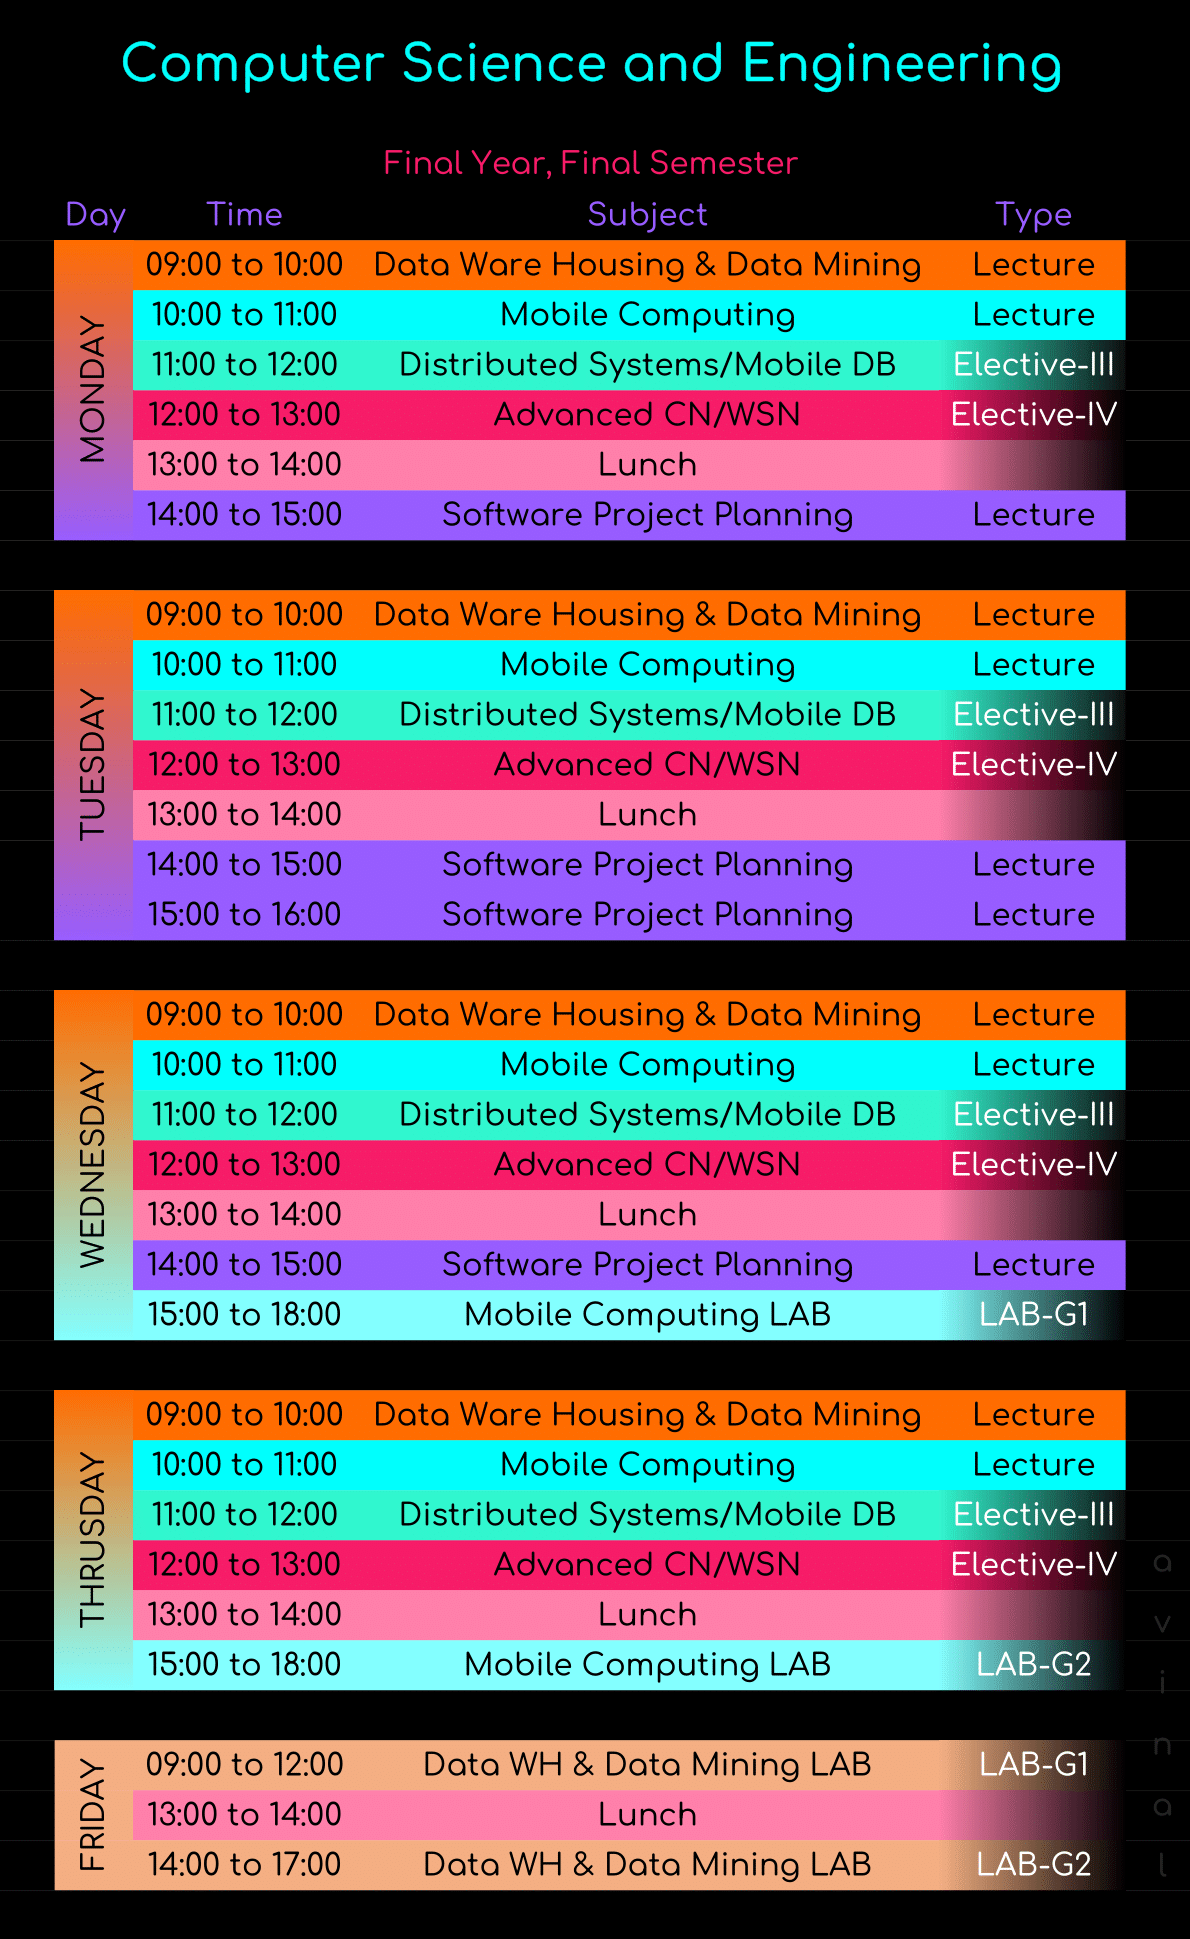 Computer Science and Engineering
Final Year, Final Semester
Day Time Subject Type
MONDAY
09:00 to 10:00 Data Ware Housing & Data Mining Lecture
10:00 to 11:00 Mobile Computing Lecture
11:00 to 12:00 Distributed Systems/Mobile DB Elective-III
12:00 to 13:00 Advanced CN/WSN Elective-IV
13:00 to 14:00 Lunch
14:00 to 15:00 Software Project Planning Lecture
TUESDAY
09:00 to 10:00 Data Ware Housing & Data Mining Lecture
10:00 to 11:00 Mobile Computing Lecture
11:00 to 12:00 Distributed Systems/Mobile DB Elective-III
12:00 to 13:00 Advanced CN/WSN Elective-IV
13:00 to 14:00 Lunch
14:00 to 15:00 Software Project Planning Lecture
15:00 to 16:00 Software Project Planning Lecture
WEDNESDAY
09:00 to 10:00 Data Ware Housing & Data Mining Lecture
10:00 to 11:00 Mobile Computing Lecture
11:00 to 12:00 Distributed Systems/Mobile DB Elective-III
12:00 to 13:00 Advanced CN/WSN Elective-IV
13:00 to 14:00 Lunch
14:00 to 15:00 Software Project Planning Lecture
15:00 to 18:00 Mobile Computing LAB LAB-G1
THRUSDAY
09:00 to 10:00 Data Ware Housing & Data Mining Lecture
10:00 to 11:00 Mobile Computing Lecture
11:00 to 12:00 Distributed Systems/Mobile DB Elective-III
12:00 to 13:00 Advanced CN/WSN Elective-IV
13:00 to 14:00 Lunch
15:00 to 18:00 Mobile Computing LAB LAB-G2
FRIDAY
09:00 to 12:00 Data WH & Data Mining LAB LAB-G1
13:00 to 14:00 Lunch
14:00 to 17:00 Data WH & Data Mining LAB LAB-G2
avinal